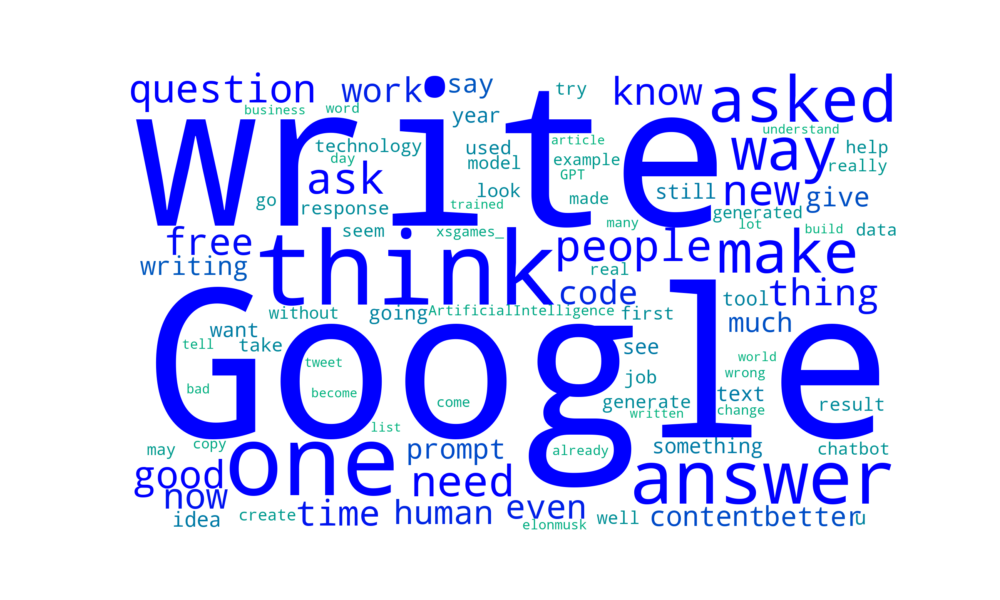 question work say try know asked
business word
write
year
technology used article way understand help
day model example really
ask GPT
go look made still new give
response trained generated
free seem xsgames_ many lot build data
think people make
writing real
code tool thing
Google
without going ArtificialIntelligence first
want much
tell take see
tweet world
bad become job wrong
come generate text result
list written change
may copy one prompt already something chatbot
good need answer
now
idea create time human even well content better u
elonmusk